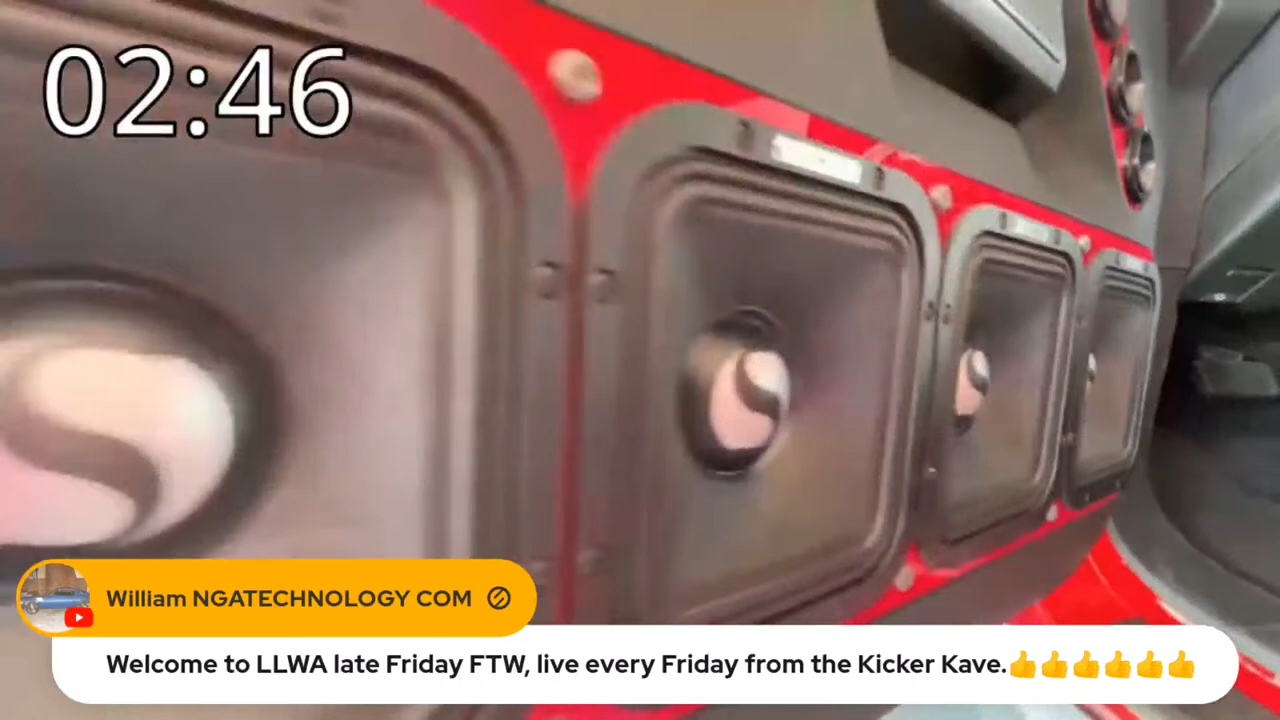 02:46
William NGATECHNOLOGY COM
Welcome to LLWA late Friday FTW, live every Friday from the Kicker Kave.👍👍👍👍👍👍